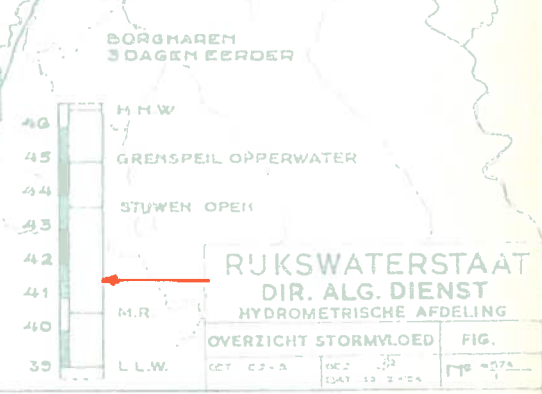 BORGHAREN
3 DAGEN EERDER
46
H.H.W.
45
GRENSPEIL OPPERWATER
44
STUWEN OPEN
43
42
41
M.R.
40
39
L.L.W.
RIJKSWATERSTAAT
DIR. ALG. DIENST
HYDROMETRISCHE AFDELING
OVERZICHT STORMVLOED FIG.